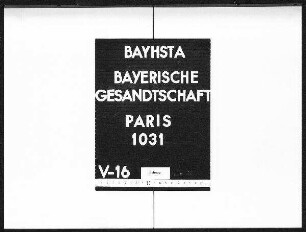 BAYHSTA
BAYERISCHE
GESANDTSCHAFT
PARIS
1031
V-16